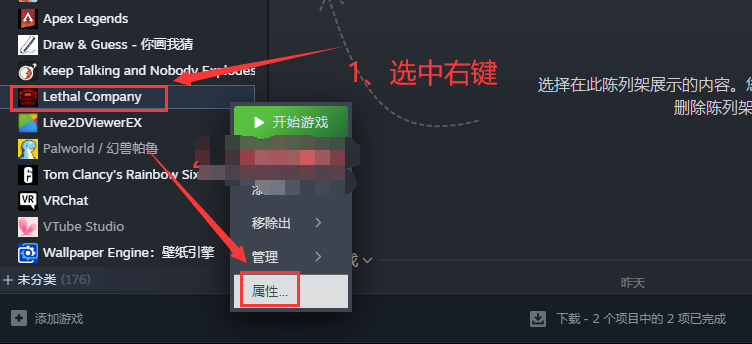 Apex Legends
Draw & Guess - 你画我猜
Keep Talking and Nobody Explodes
Lethal Company
Live2DViewerEX
Palworld / 幻兽帕鲁
Tom Clancy's Rainbow Six
VRChat
VTube Studio
Wallpaper Engine：壁纸引擎
未分类 (176)
添加游戏
1、选中右键
开始游戏
移除出
管理
属性...
选择在此陈列架展示的内容。您
删除陈列架
昨天
下载 - 2 个项目中的 2 项已完成